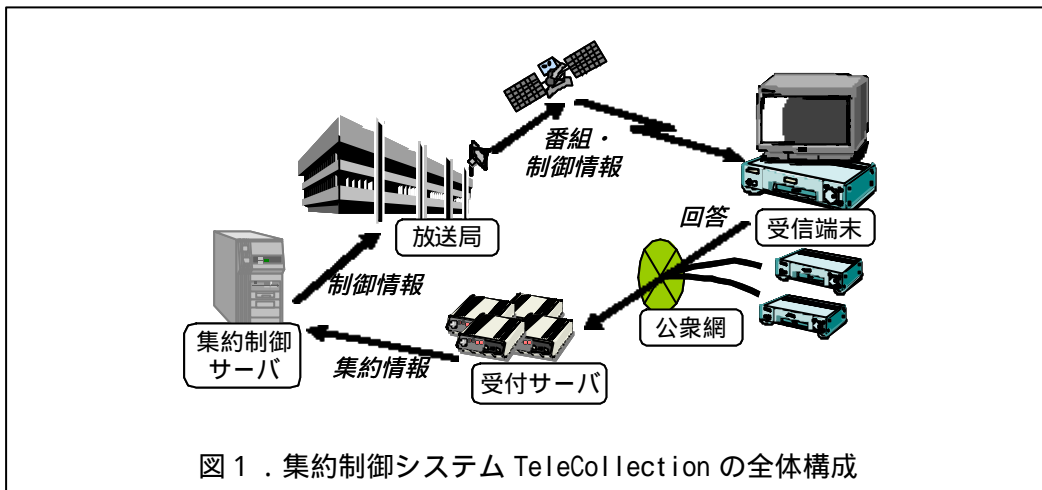 番組・
制御情報
放送局
回答
受信端末
制御情報
公衆網
集約制御
サーバ
集約情報
受付サーバ
図1．集約制御システム TeleCollection の全体構成